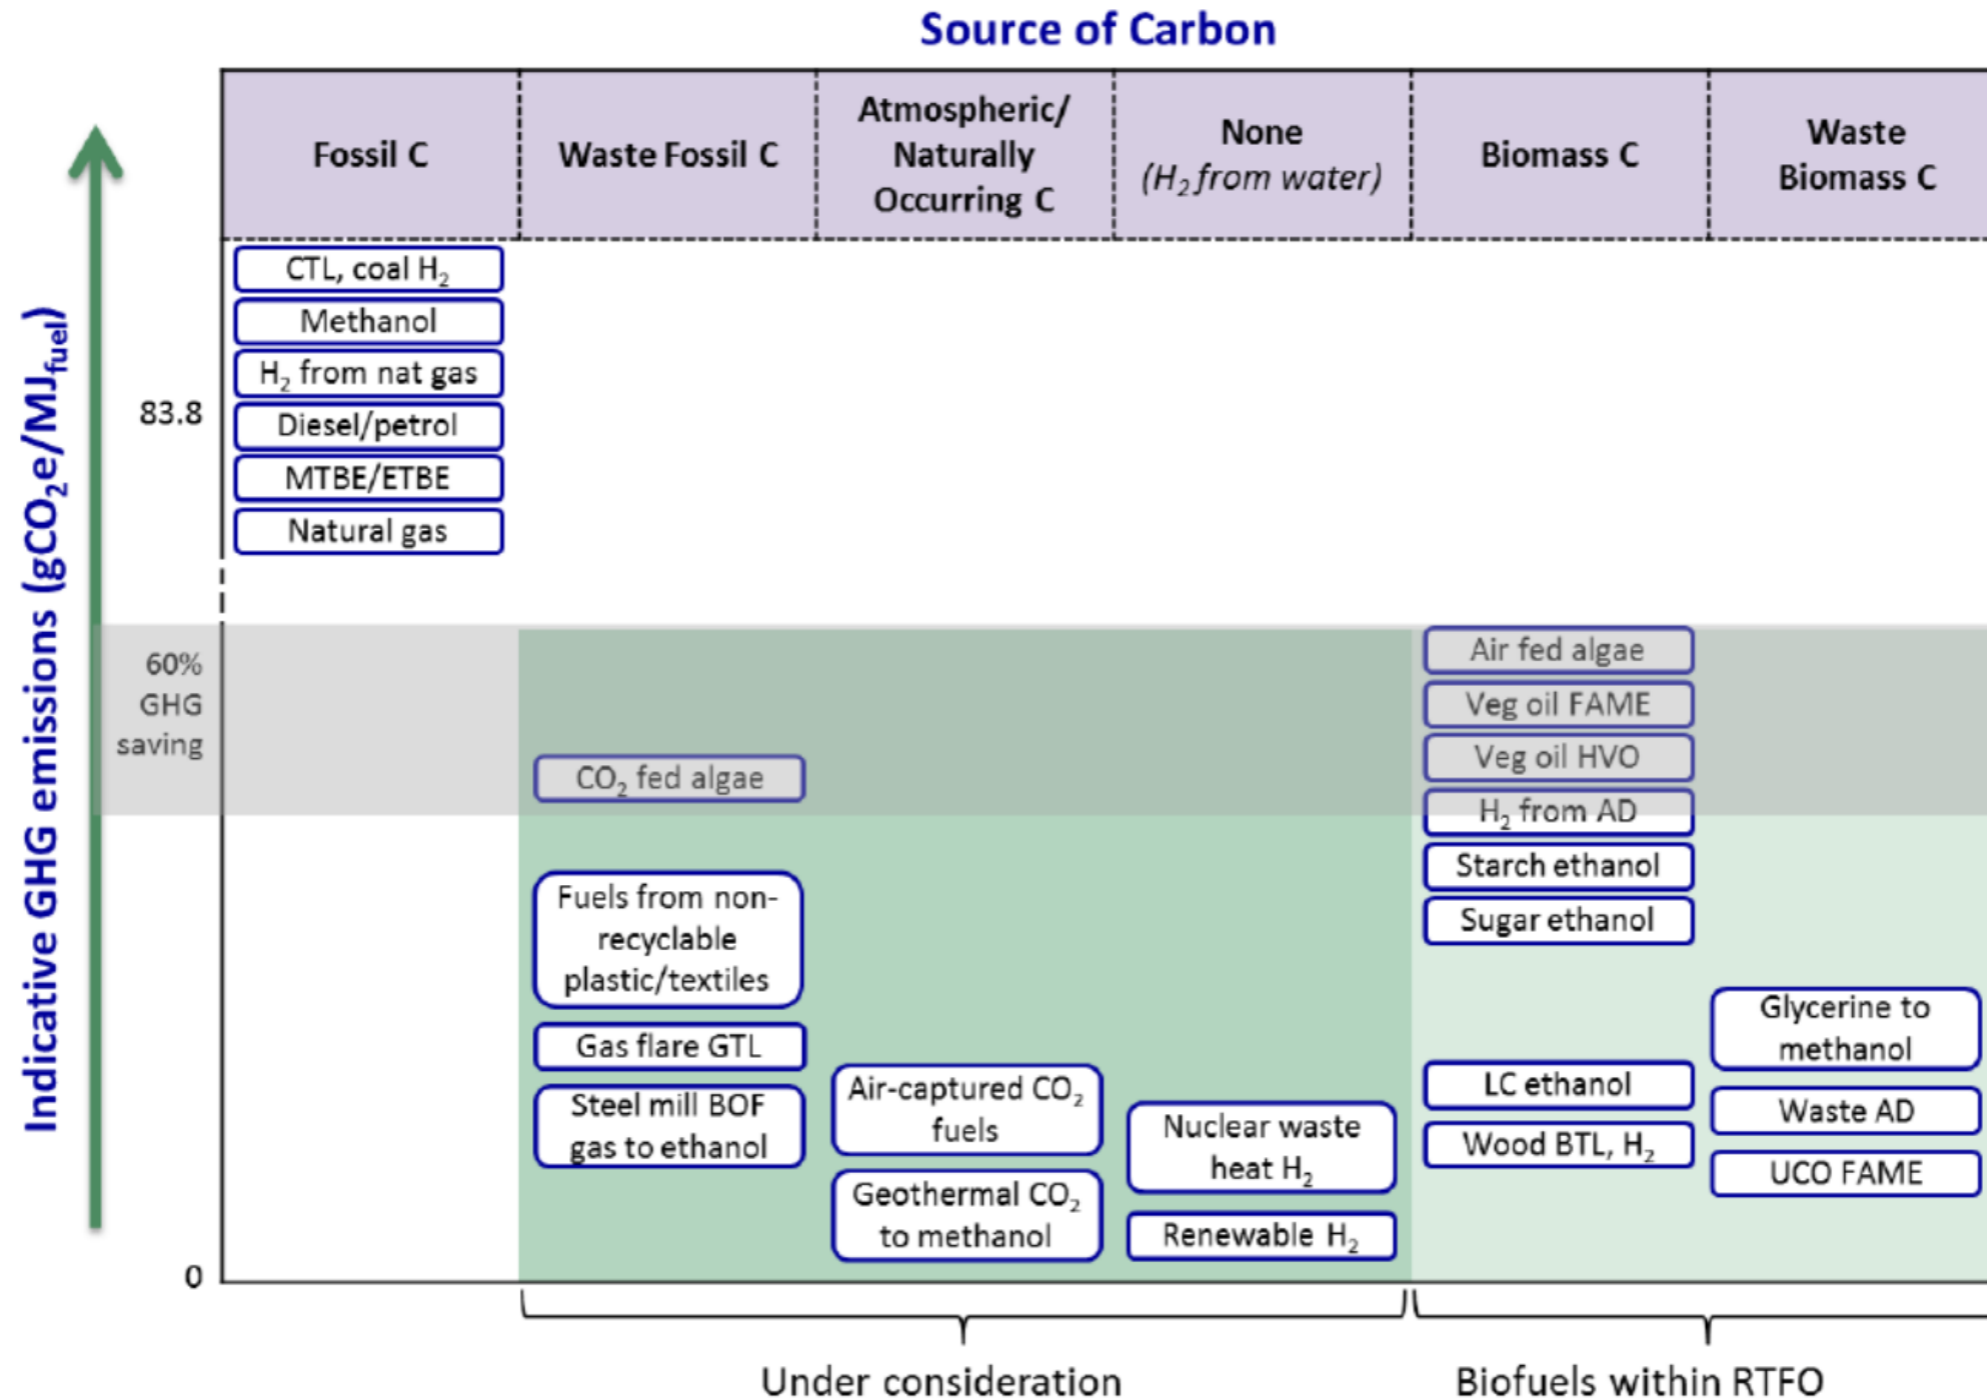 Source of Carbon
Fossil C
Waste Fossil C
Atmospheric/
Naturally
Occurring C
None
(H₂ from water)
Biomass C
Waste
Biomass C
Indicative GHG emissions (gCO₂e/MJfuel)
83.8
60%
GHG
saving
0
CTL, coal H₂
Methanol
H₂ from nat gas
Diesel/petrol
MTBE/ETBE
Natural gas
CO₂ fed algae
Fuels from non-
recyclable
plastic/textiles
Gas flare GTL
Steel mill BOF
gas to ethanol
Air-captured CO₂
fuels
Geothermal CO₂
to methanol
Nuclear waste
heat H₂
Renewable H₂
Air fed algae
Veg oil FAME
Veg oil HVO
H₂ from AD
Starch ethanol
Sugar ethanol
LC ethanol
Wood BTL, H₂
Glycerine to
methanol
Waste AD
UCO FAME
Under consideration
Biofuels within RTFO